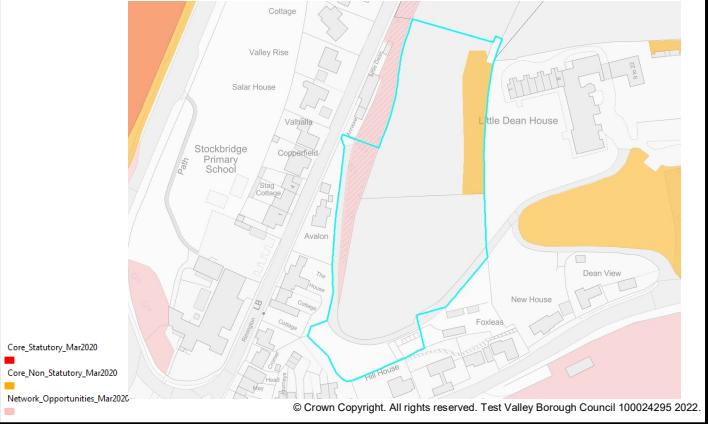 Cottage
Valley Rise
Salar House
Valhalla
Little Dean House
Stockbridge
Primary
School
Copperfield
Path
Stag
Cottage
Avalon
The
House
Cottage
Cottage
LB
Dean View
New House
Foxleas
Hill House
Head
May
Core_Statutory_Mar2020
Core_Non_Statutory_Mar2020
Network_Opportunities_Mar2020
© Crown Copyright. All rights reserved. Test Valley Borough Council 100024295 2022.